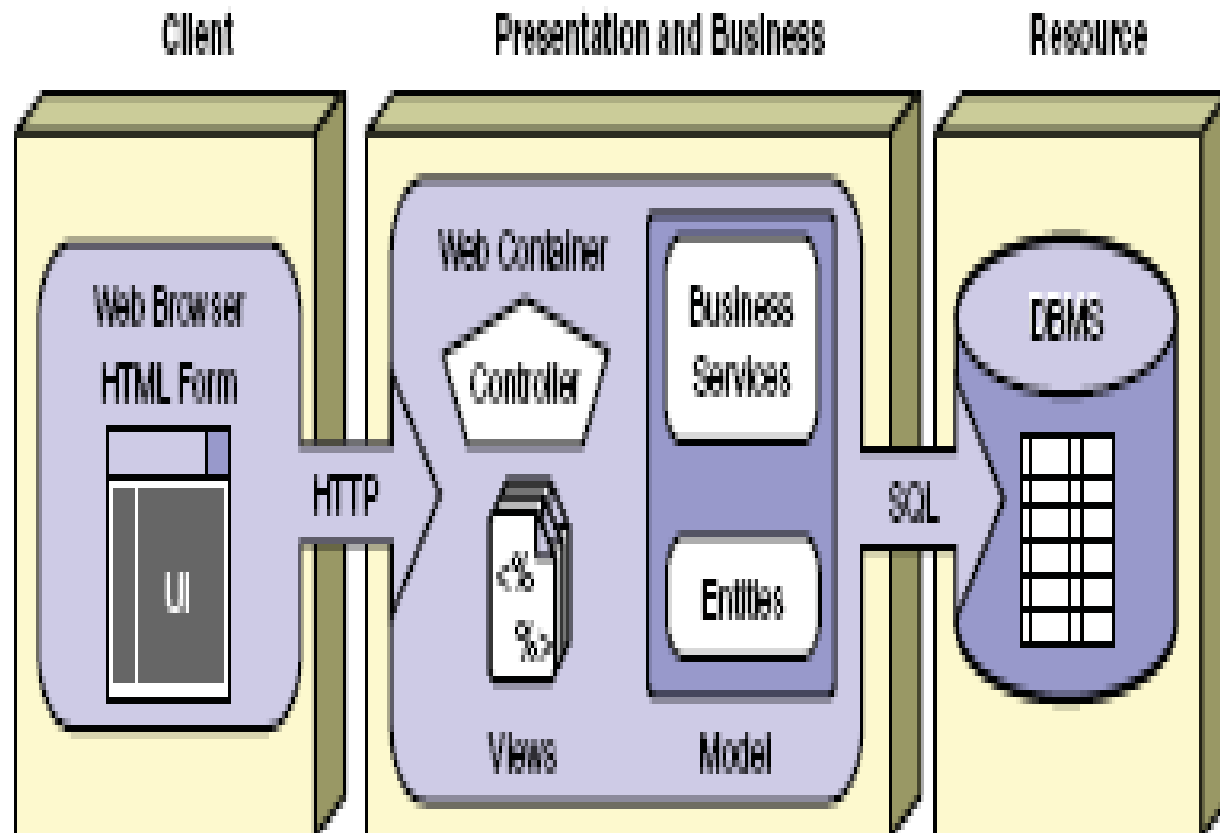 Client
Presentation and Business
Resource
Web Browser
HTML Form
UI
HTTP
Web Container
Controller
<%
%>
Views
Business
Services
Entities
Model
SQL
DBMS